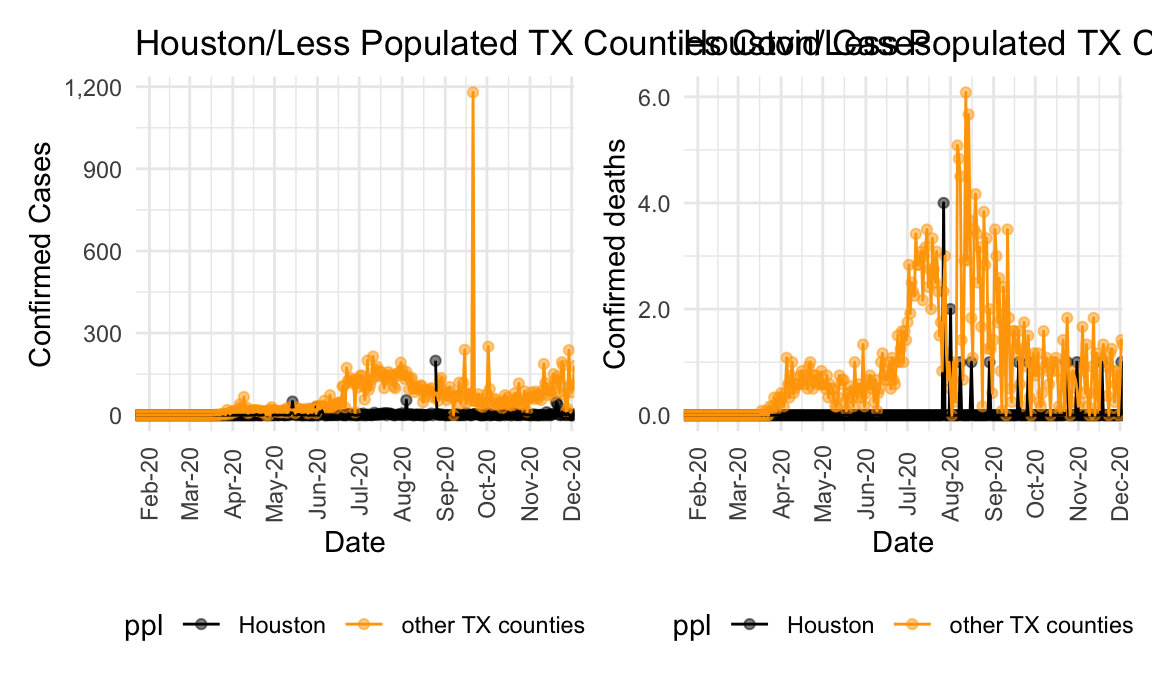 Houston/Less Populated TX Counties Covid Cases
Houston/Less Populated TX C
Confirmed Cases
1,200
900
600
300
0
Feb-20 Mar-20 Apr-20 May-20 Jun-20 Jul-20 Aug-20 Sep-20 Oct-20 Nov-20 Dec-20
Date
ppl Houston other TX counties
Confirmed deaths
6.0
4.0
2.0
0.0
Feb-20 Mar-20 Apr-20 May-20 Jun-20 Jul-20 Aug-20 Sep-20 Oct-20 Nov-20 Dec-20
Date
ppl Houston other TX counties